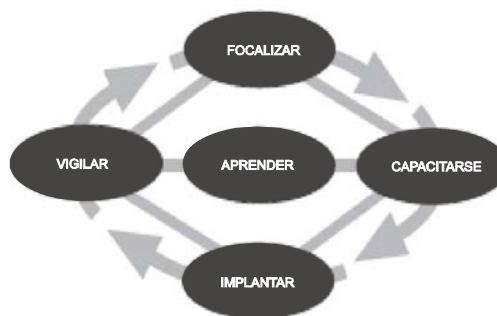 FOCALIZAR
VIGILAR
APRENDER
CAPACITARSE
IMPLANTAR